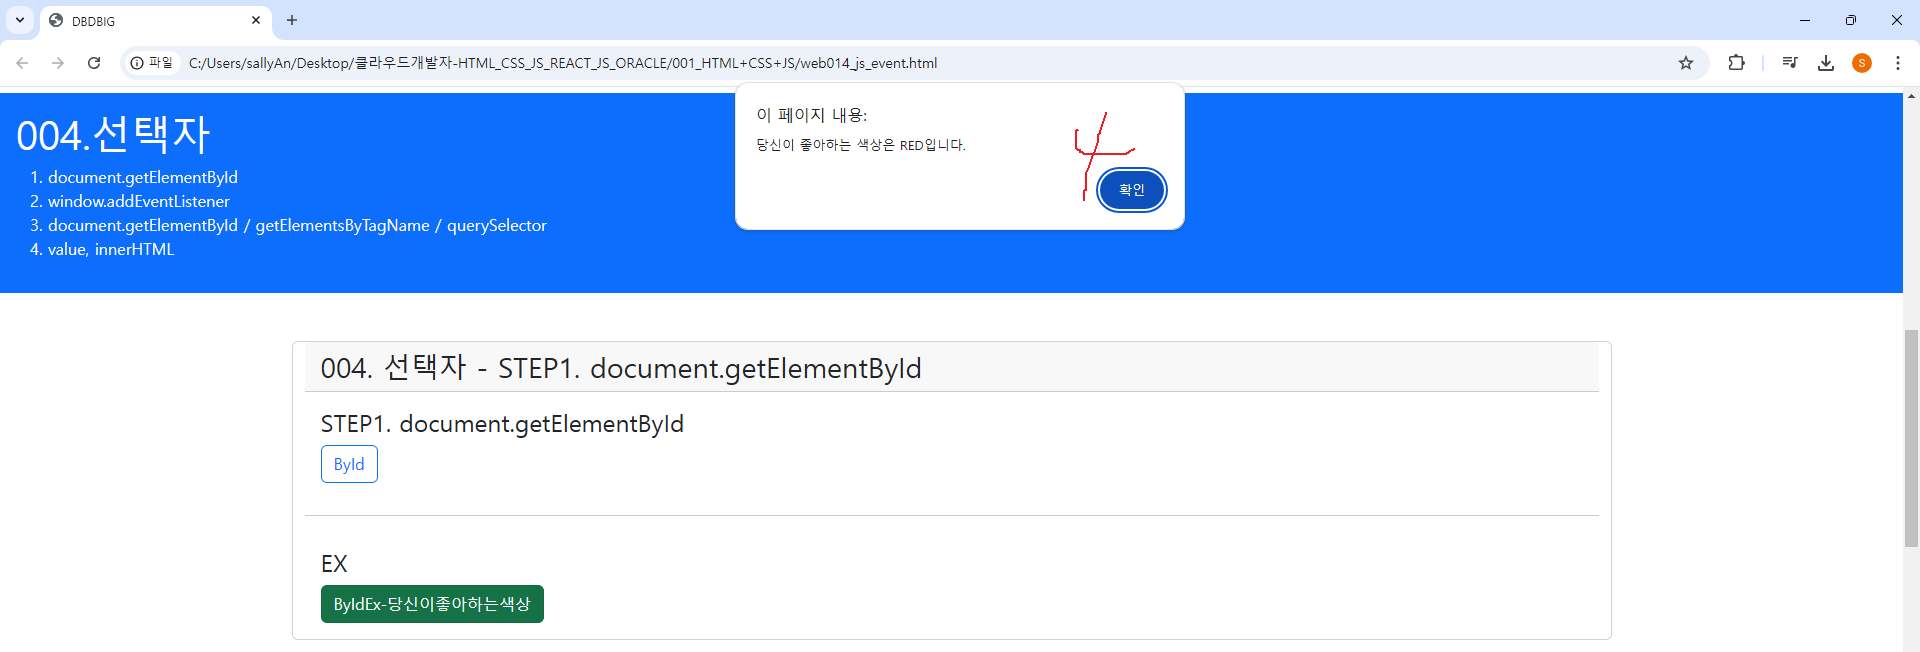 DBDBIG
파일
C:/Users/sallyAn/Desktop/클라우드개발자-HTML_CSS_JS_REACT_JS_ORACLE/001_HTML+CSS+JS/web014_js_event.html
S
이 페이지 내용:
당신이 좋아하는 색상은 RED입니다.
4
확인
004.선택자
1. document.getElementById
2. window.addEventListener
3. document.getElementById / getElementsByTagName / querySelector
4. value, innerHTML
004. 선택자 - STEP1. document.getElementById
STEP1. document.getElementById
ById
EX
ByIdEx-당신이좋아하는색상